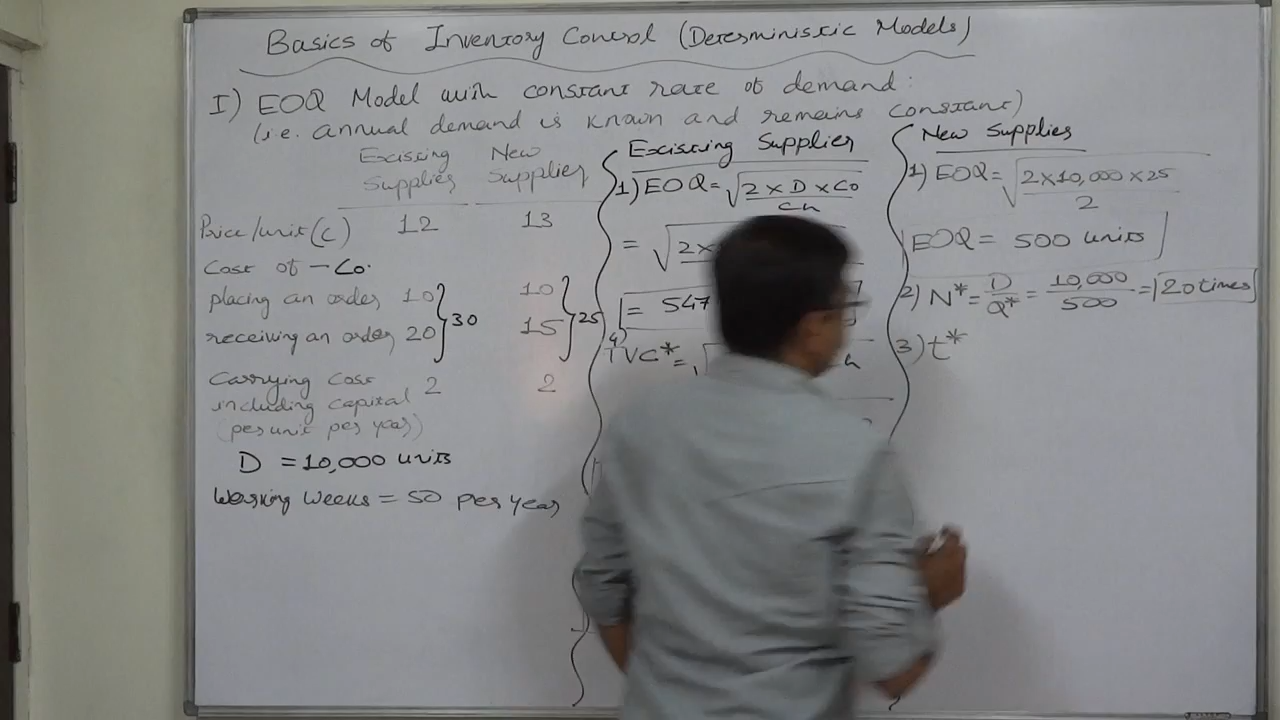 Basics of Inventory Control (Deterministic Models)
I) EOQ Model with constant rate of demand:
(i.e. annual demand is known and remains constant)
Existing Supplier
New Supplier
Price/unit (C) 12 13
Cost of - Co.
placing an order 10 } 30 10 } 25
receiving an order 20 15
Carrying Cost 2 2
including capital
(per unit per year)
D = 10,000 units
Working Weeks = 50 per year
Existing Supplier
1) EOQ = √2 × D × Co
Ch
= √2×
= 547
4)
TVC* = √
h
New Supplier
1) EOQ = √2×10,000×25
2
EOQ = 500 units
2) N* = D/Q* = 10,000/500 = 20 times
3) t*